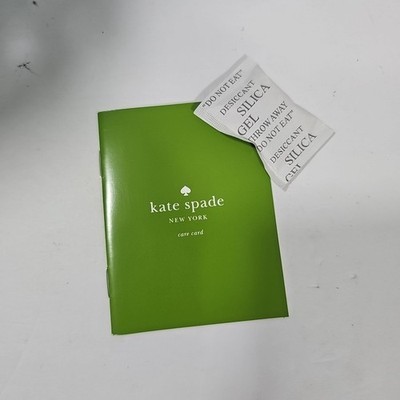 "DO NOT EAT"
DESICCANT
SILICA
GEL
THROW AWAY
DO NOT EAT"
DESICCANT
SILICA
GEL
kate spade
NEW YORK
care card